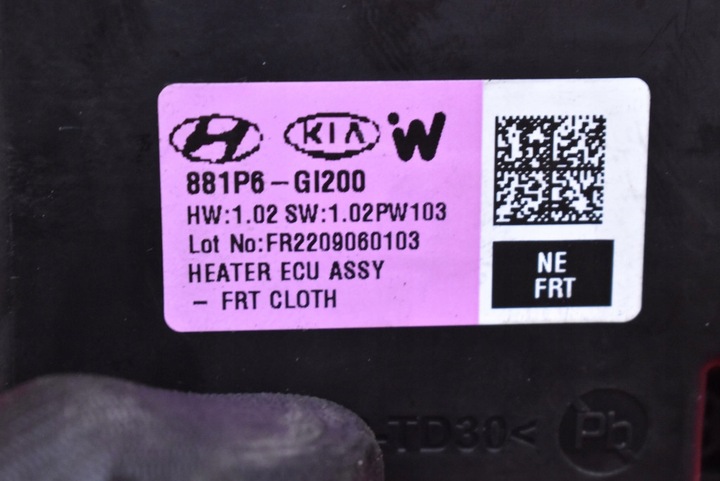 KIA W
881P6-GI200
HW:1.02 SW:1.02PW103
Lot No:FR2209060103
HEATER ECU ASSY
- FRT CLOTH
NE
FRT
-TD30< Pb